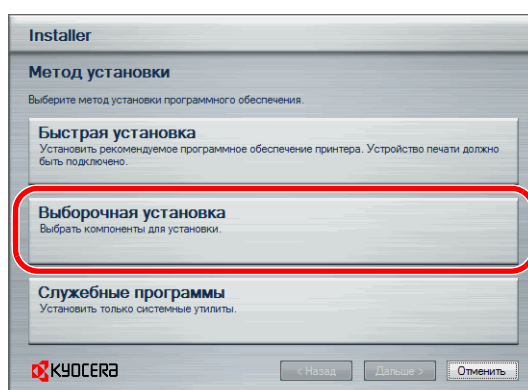 Installer
Метод установки
Выберите метод установки программного обеспечения.
Быстрая установка
Установить рекомендуемое программное обеспечение принтера. Устройство печати должно
быть подключено.
Выборочная установка
Выбрать компоненты для установки.
Служебные программы
Установить только системные утилиты.
KYOCERA
< Назад
Дальше >
Отменить